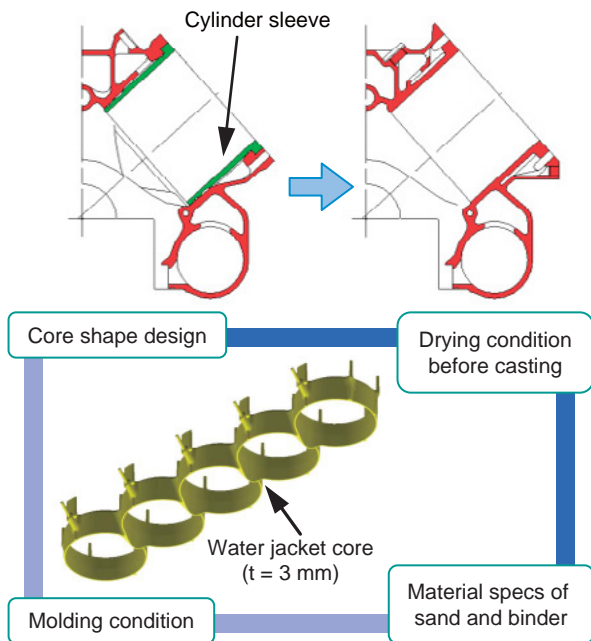 Cylinder sleeve
Core shape design
Drying condition
before casting
Water jacket core
(t = 3 mm)
Molding condition
Material specs of
sand and binder